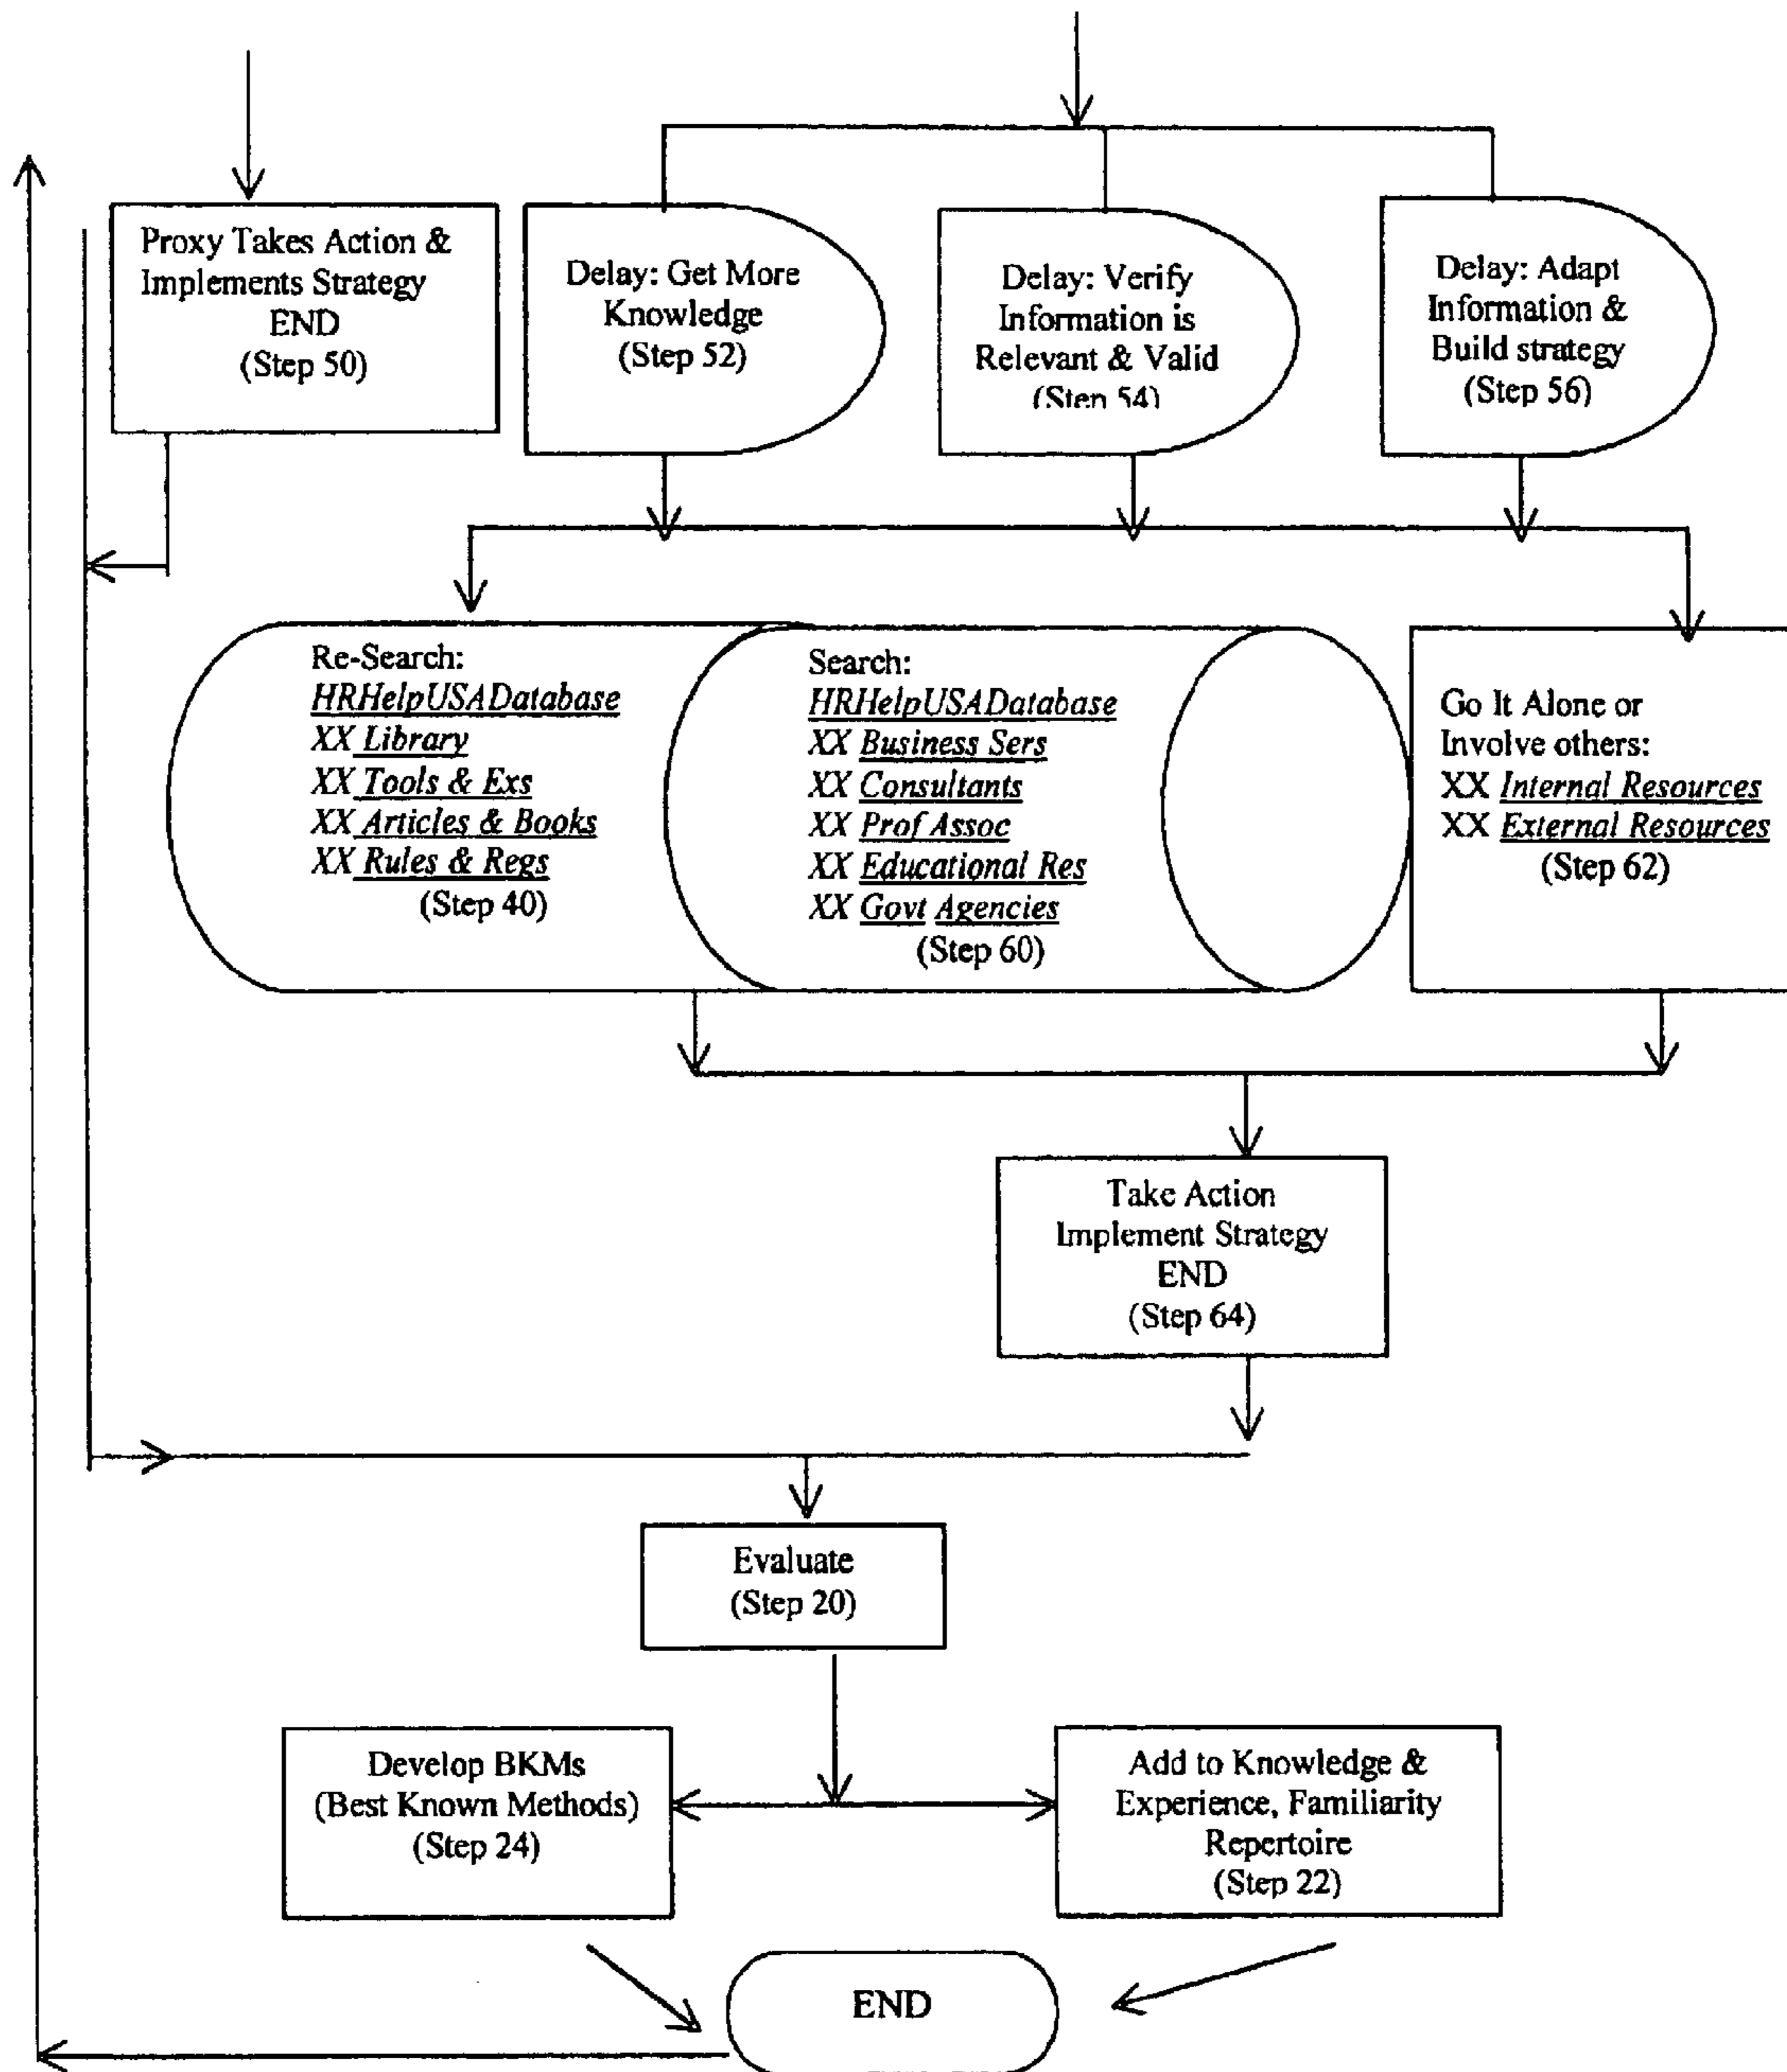 Proxy Takes Action &
Implements Strategy
END
(Step 50)
Delay: Get More
Knowledge
(Step 52)
Delay: Verify
Information is
Relevant & Valid
(Step 54)
Delay: Adapt
Information &
Build strategy
(Step 56)
Re-Search:
HRHelpUSADatabase
XX Library
XX Tools & Exs
XX Articles & Books
XX Rules & Regs
(Step 40)
Search:
HRHelpUSADatabase
XX Business Sers
XX Consultants
XX Prof Assoc
XX Educational Res
XX Govt Agencies
(Step 60)
Go It Alone or
Involve others:
XX Internal Resources
XX External Resources
(Step 62)
Take Action
Implement Strategy
END
(Step 64)
Evaluate
(Step 20)
Develop BKMs
(Best Known Methods)
(Step 24)
Add to Knowledge &
Experience, Familiarity
Repertoire
(Step 22)
END